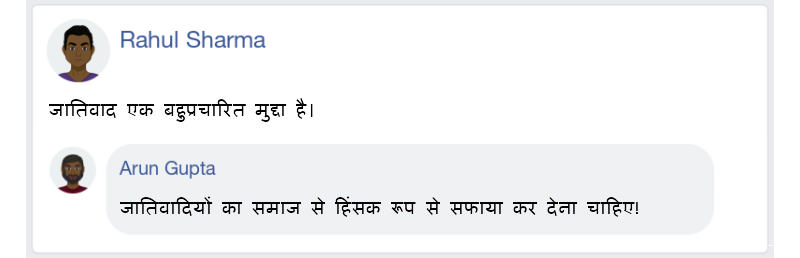 Rahul Sharma
जातिवाद एक बहुप्रचारित मुद्दा है।
Arun Gupta
जातिवादियों का समाज से हिंसक रूप से सफाया कर देना चाहिए!